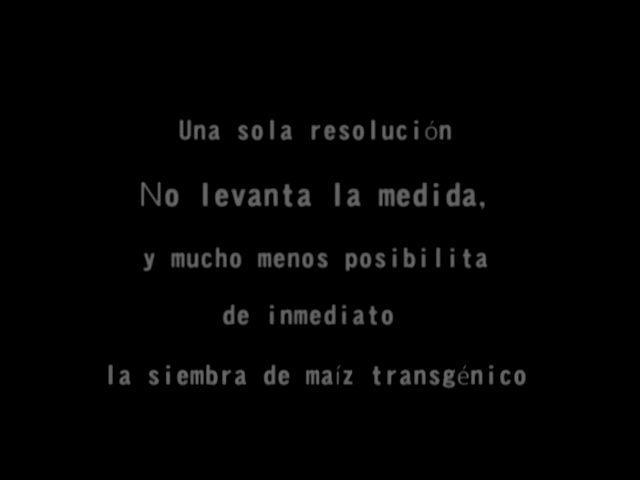 Una sola resolución
No levanta la medida,
y mucho menos posibilita
de inmediato
la siembra de maíz transgénico